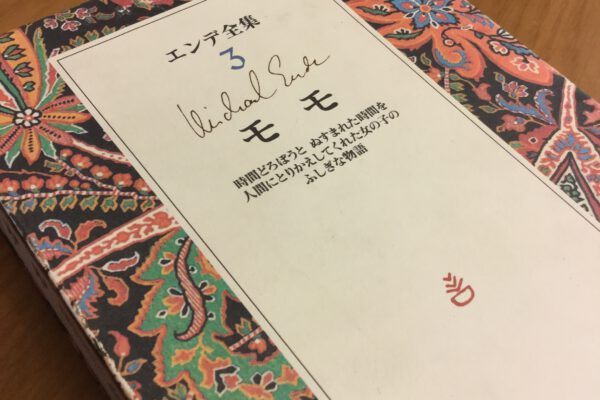 エンデ全集
3
Michael Ende
モモ
時間どろぼうと ぬすまれた時間を
人間にとりかえしてくれた女の子の
ふしぎな物語